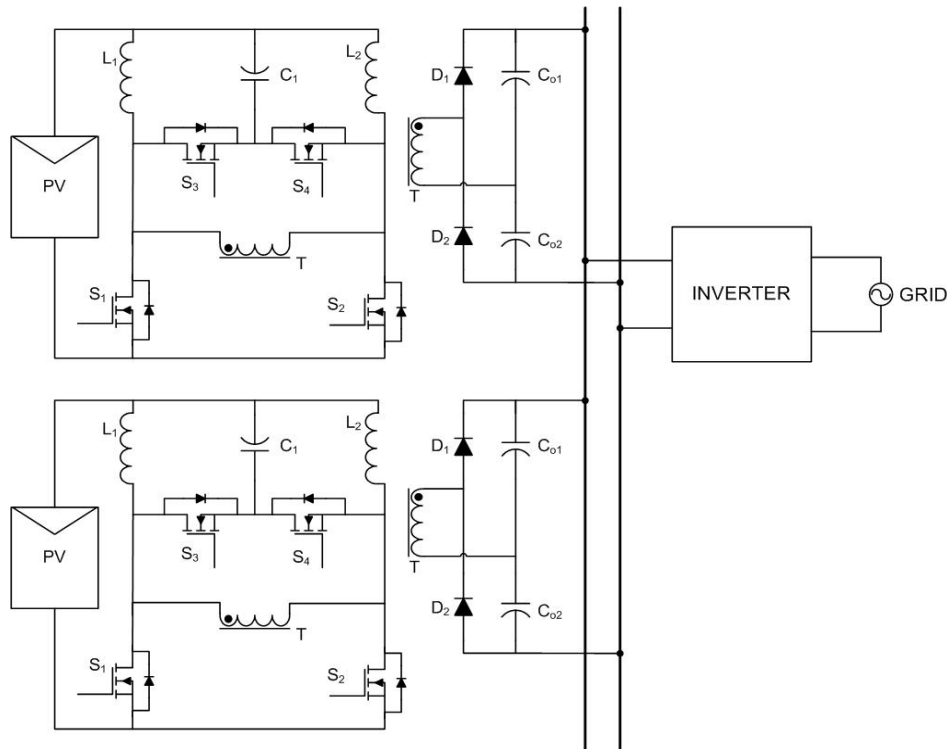 L1
L2
C1
D1
Co1
PV
S3
S4
T
T
D2
Co2
S1
S2
INVERTER
GRID
L1
L2
C1
D1
Co1
PV
S3
S4
T
T
D2
Co2
S1
S2